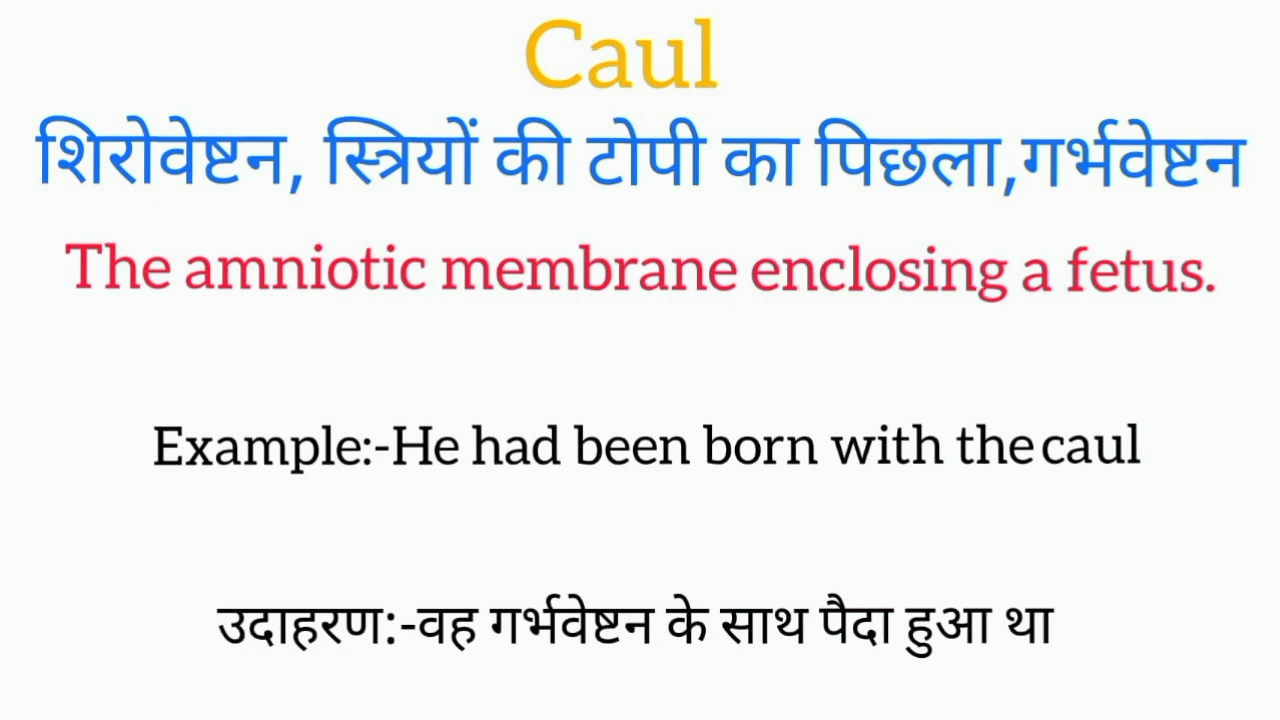 Caul
शिरोवेष्टन, स्त्रियों की टोपी का पिछला,गर्भवेष्टन
The amniotic membrane enclosing a fetus.
Example:-He had been born with the caul
उदाहरण:-वह गर्भवेष्टन के साथ पैदा हुआ था